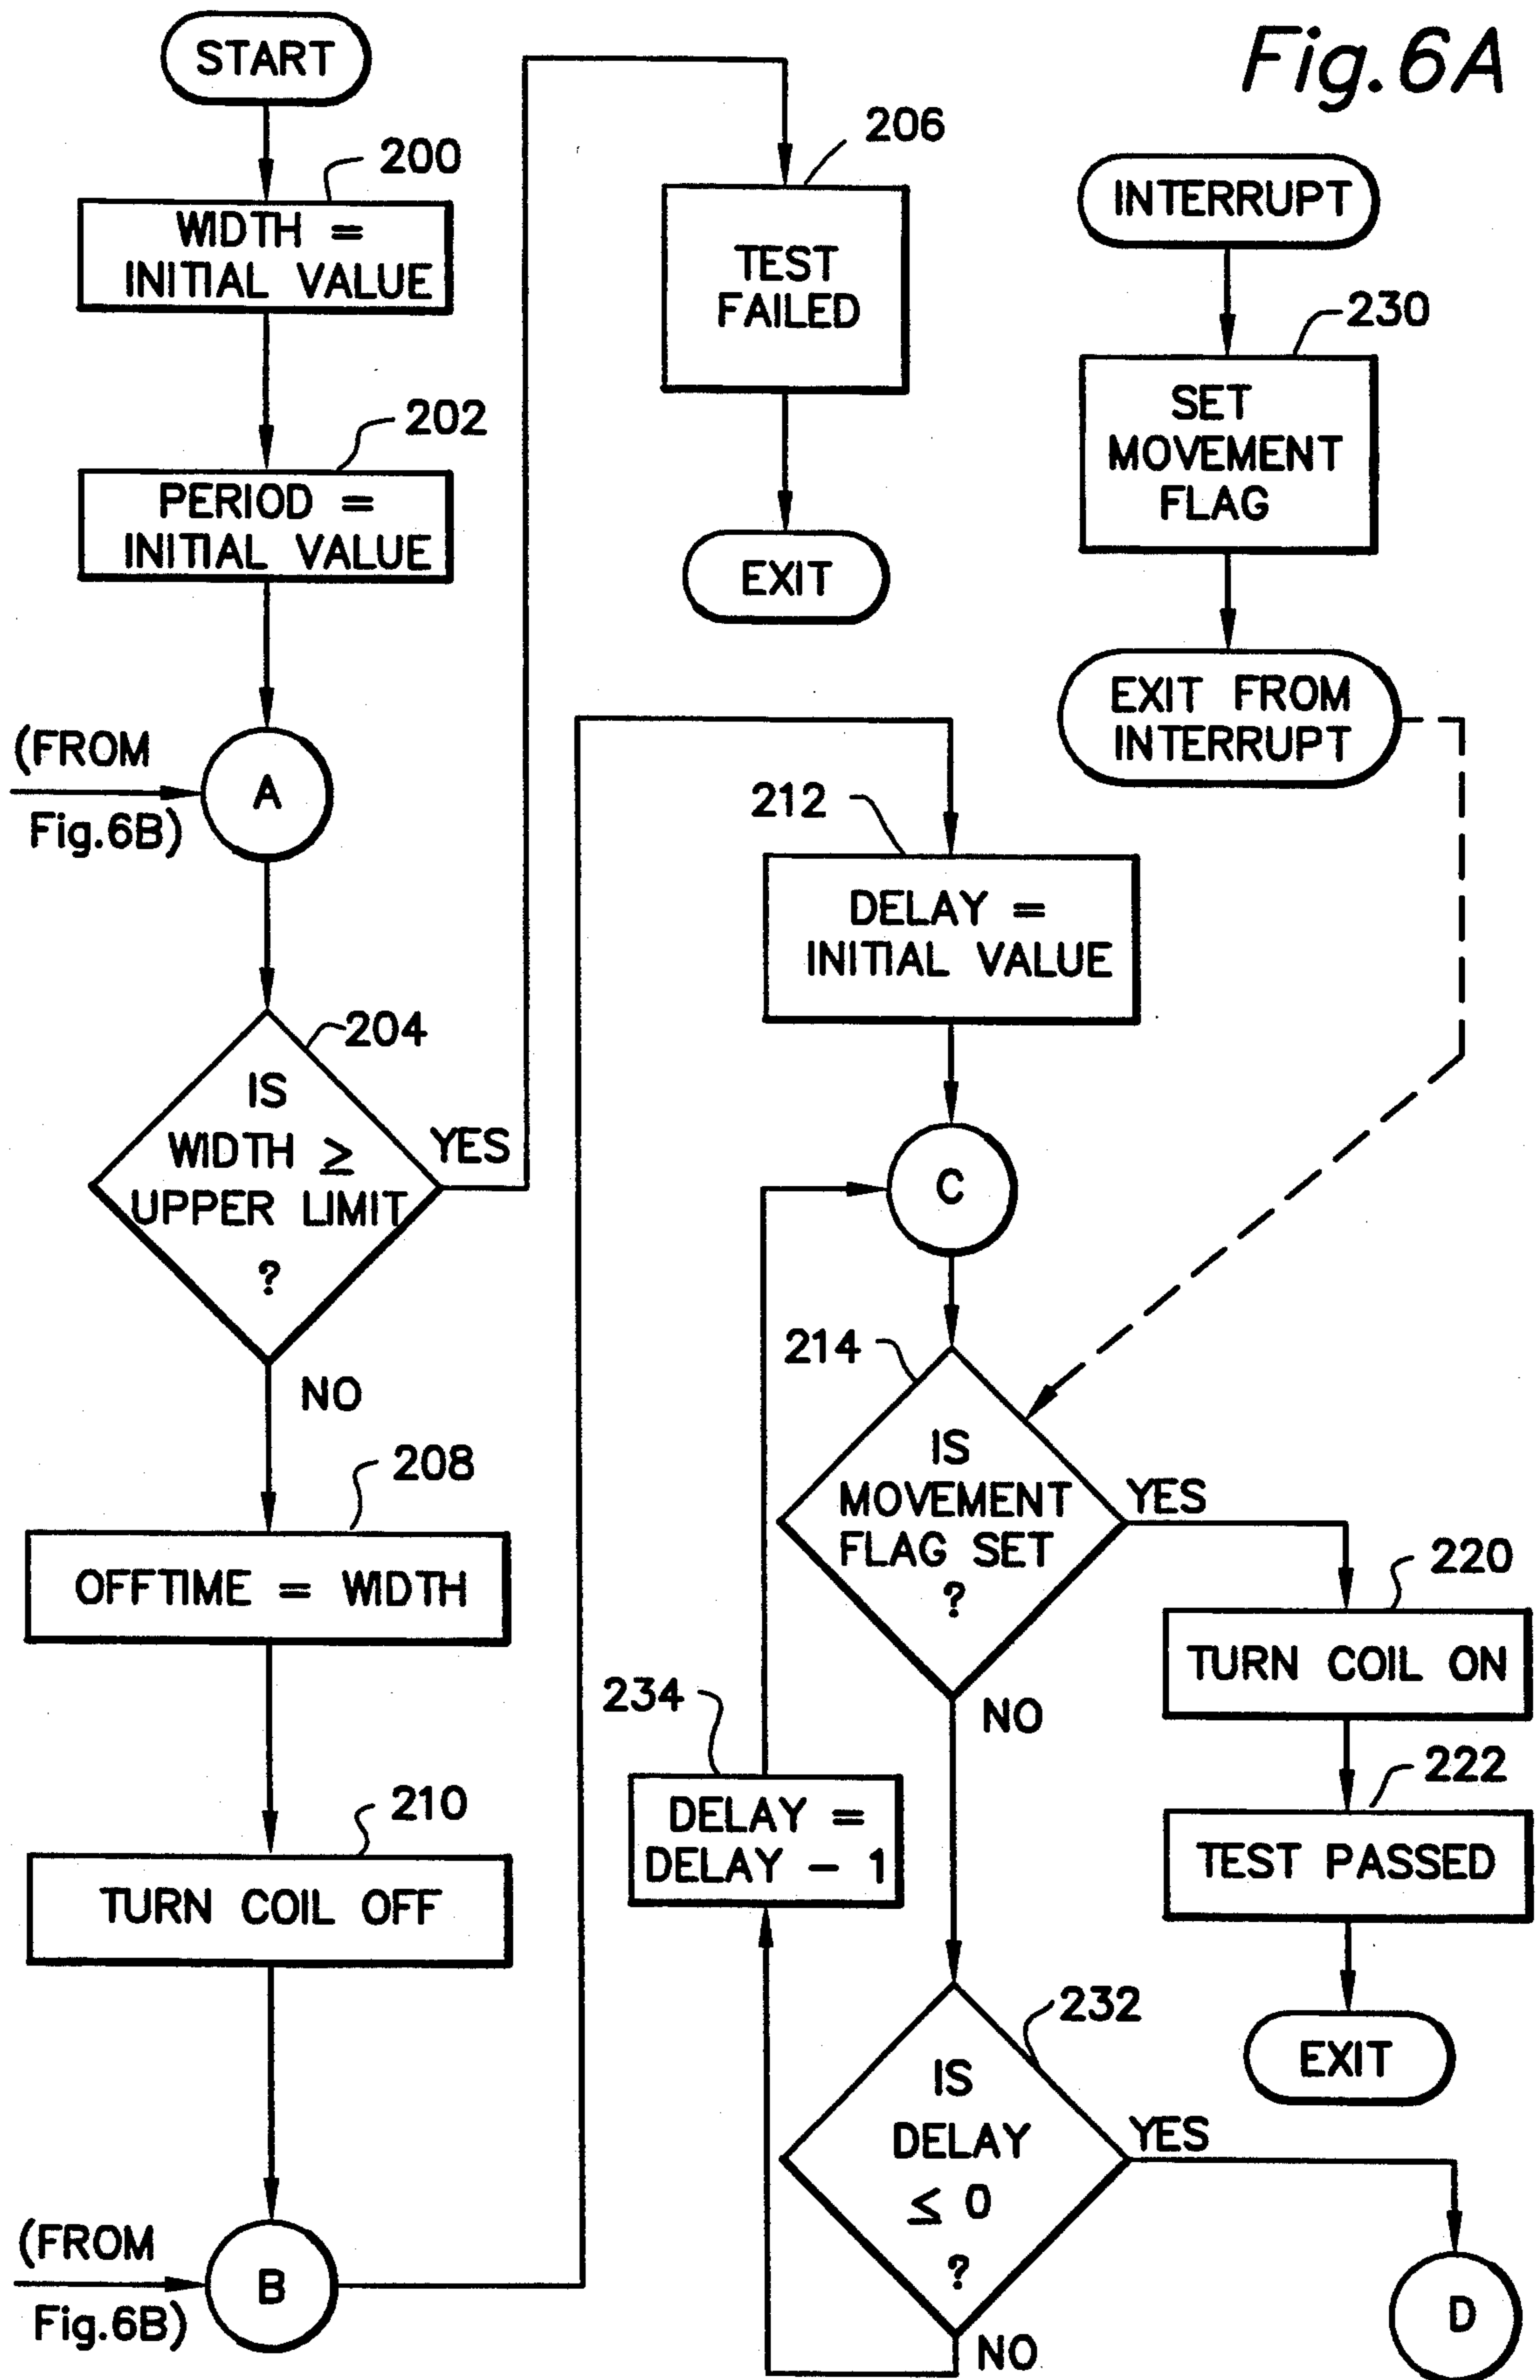 Fig.6A
START
200
WIDTH =
INITIAL VALUE
202
PERIOD =
INITIAL VALUE
(FROM
Fig.6B)
A
204
IS
WIDTH ≥
UPPER LIMIT
?
YES
NO
208
OFFTIME = WIDTH
210
TURN COIL OFF
(FROM
Fig.6B)
B
206
TEST
FAILED
EXIT
INTERRUPT
230
SET
MOVEMENT
FLAG
EXIT FROM
INTERRUPT
212
DELAY =
INITIAL VALUE
C
214
IS
MOVEMENT
FLAG SET
?
YES
NO
220
TURN COIL ON
222
TEST PASSED
EXIT
234
DELAY =
DELAY - 1
232
IS
DELAY
≤ 0
?
YES
NO
D